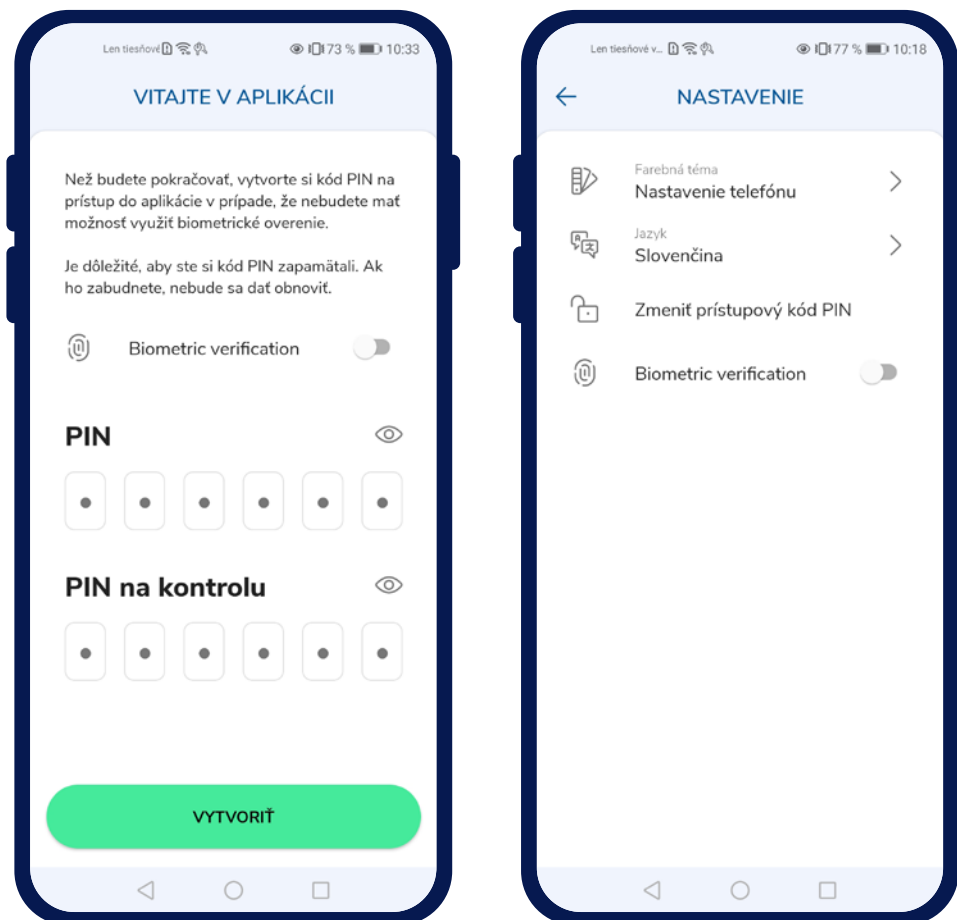 Len tiesňové
73 % 10:33
VITAJTE V APLIKÁCII
Než budete pokračovať, vytvorte si kód PIN na
prístup do aplikácie v prípade, že nebudete mať
možnosť využiť biometrické overenie.
Je dôležité, aby ste si kód PIN zapamätali. Ak
ho zabudnete, nebude sa dať obnoviť.
Biometric verification
PIN
PIN na kontrolu
VYTVORIŤ
Len tiesňové v...
77 % 10:18
NASTAVENIE
Farebná téma
Nastavenie telefónu
Jazyk
Slovenčina
Zmeniť prístupový kód PIN
Biometric verification